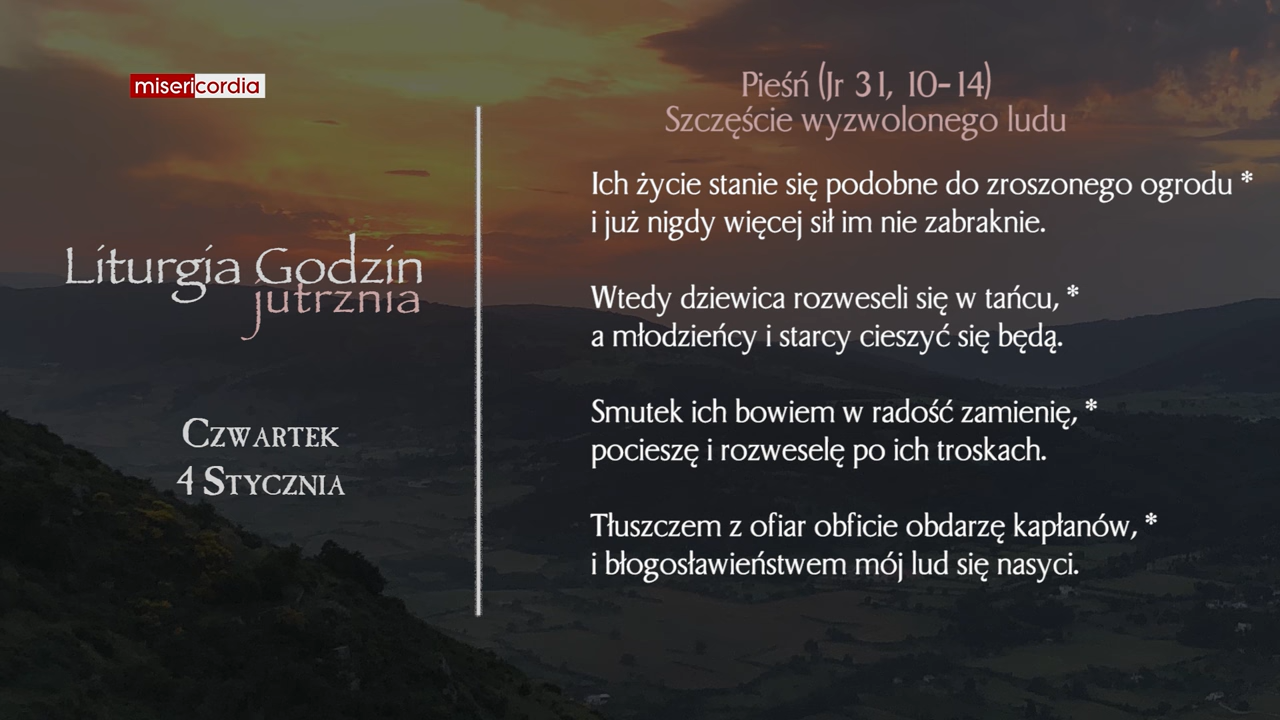 misericordia
Liturgia Godzin
jutrznia
Czwartek
4 Stycznia
Pieśń (Jr 31, 10-14)
Szczęście wyzwolonego ludu
Ich życie stanie się podobne do zroszonego ogrodu *
i już nigdy więcej sił im nie zabraknie.
Wtedy dziewica rozweseli się w tańcu, *
a młodzieńcy i starcy cieszyć się będą.
Smutek ich bowiem w radość zamienię, *
pocieszę i rozweselę po ich troskach.
Tłuszczem z ofiar obficie obdarzę kapłanów, *
i błogosławieństwem mój lud się nasyci.